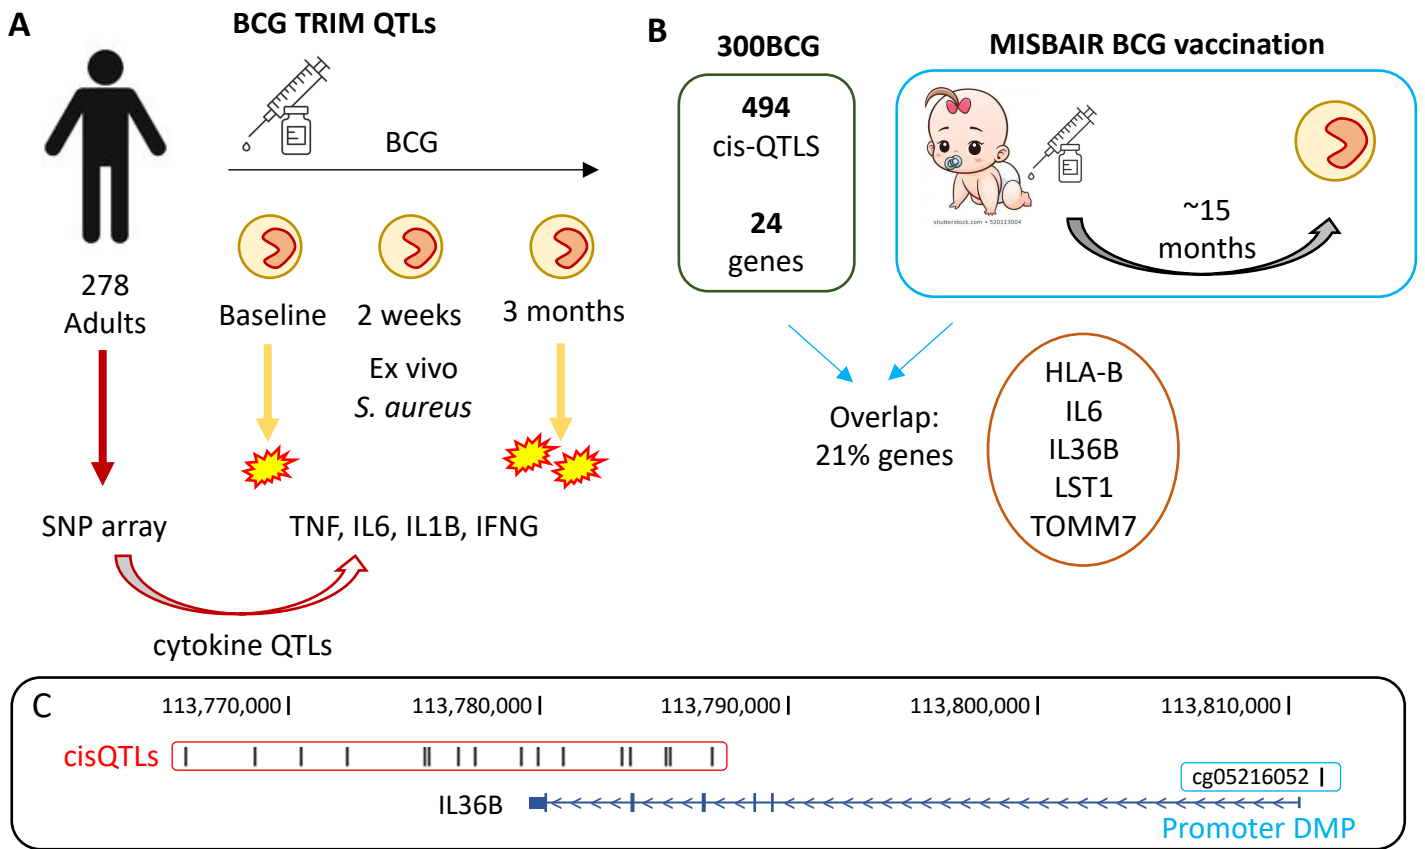 A
BCG TRIM QTLs
BCG
278
Adults
Baseline
2 weeks
3 months
Ex vivo
S. aureus
SNP array
TNF, IL6, IL1B, IFNG
cytokine QTLs
B
300BCG
MISBAIR BCG vaccination
494
cis-QTLS
24
genes
shutterstock.com • 520113004
~15
months
Overlap:
21% genes
HLA-B
IL6
IL36B
LST1
TOMM7
C
113,770,000
113,780,000
113,790,000
113,800,000
113,810,000
cisQTLs
cg05216052
IL36B
Promoter DMP